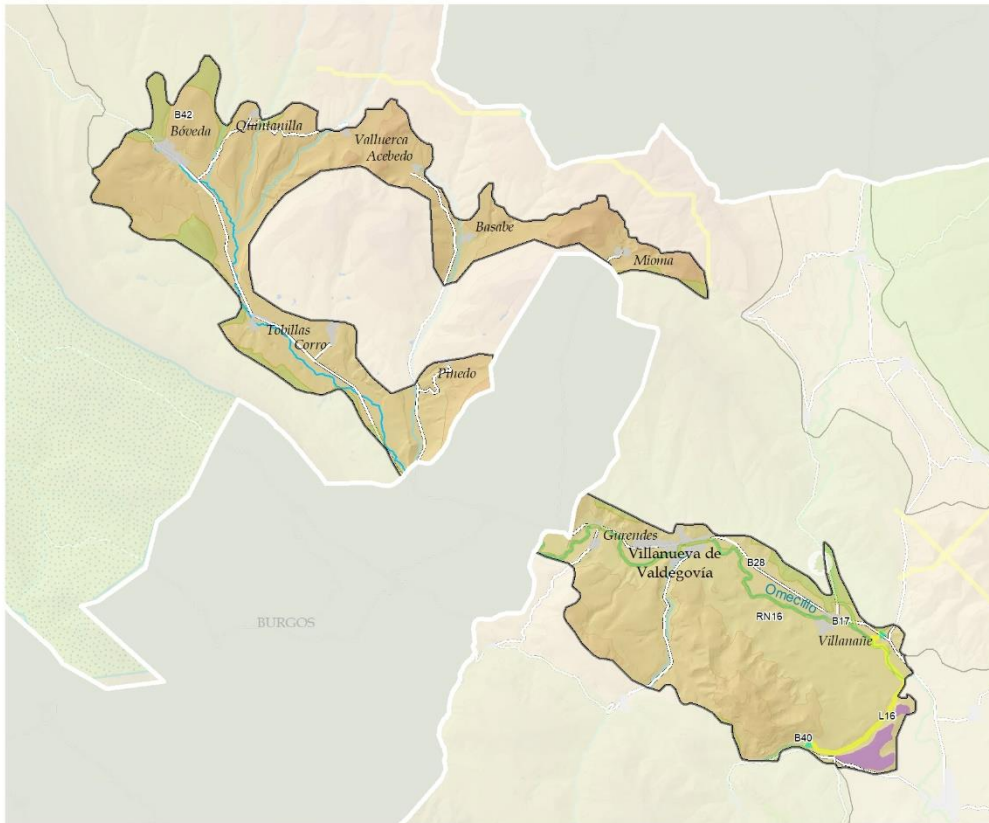 B42
Bóveda
Quintanilla
Valluerca
Acebedo
Basabe
Mioma
Tobillas
Corro
Pinedo
Gurendes
Villanueva de
Valdegovía
B28
Omecillo
RN16
B17
Villanañe
BURGOS
L16
B40